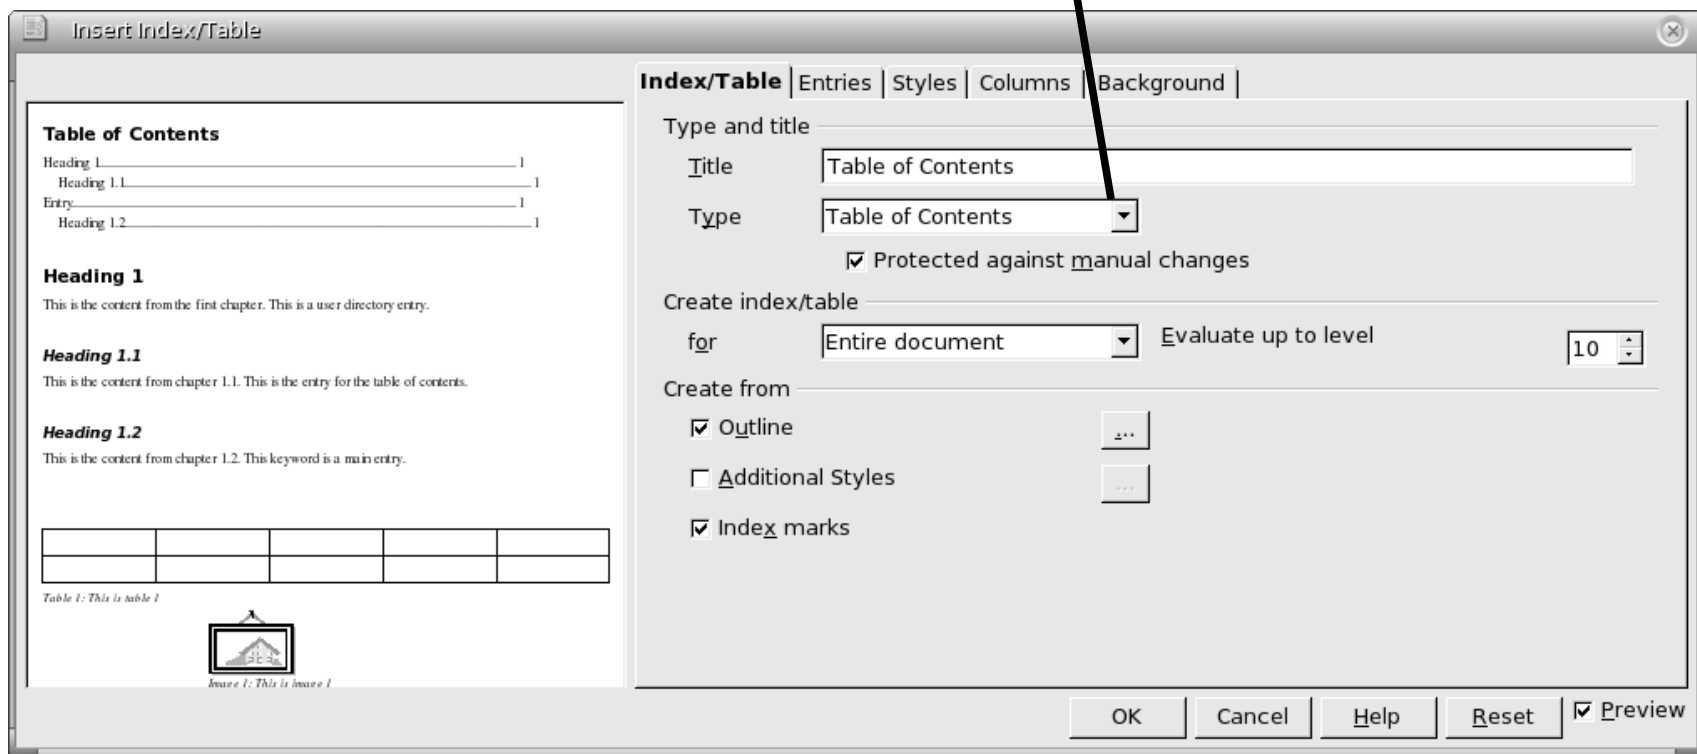 Insert Index/Table
Index/Table Entries Styles Columns Background
Table of Contents
Heading 1 1
Heading 1.1 1
Entry 1
Heading 1.2 1
Heading 1
This is the content from the first chapter. This is a user directory entry.
Heading 1.1
This is the content from chapter 1.1. This is the entry for the table of contents.
Heading 1.2
This is the content from chapter 1.2. This keyword is a main entry.
Table 1: This is table 1
Image 1: This is image 1
Type and title
Title Table of Contents
Type Table of Contents
Protected against manual changes
Create index/table
for Entire document Evaluate up to level 10
Create from
Outline ...
Additional Styles ...
Index marks
OK Cancel Help Reset Preview